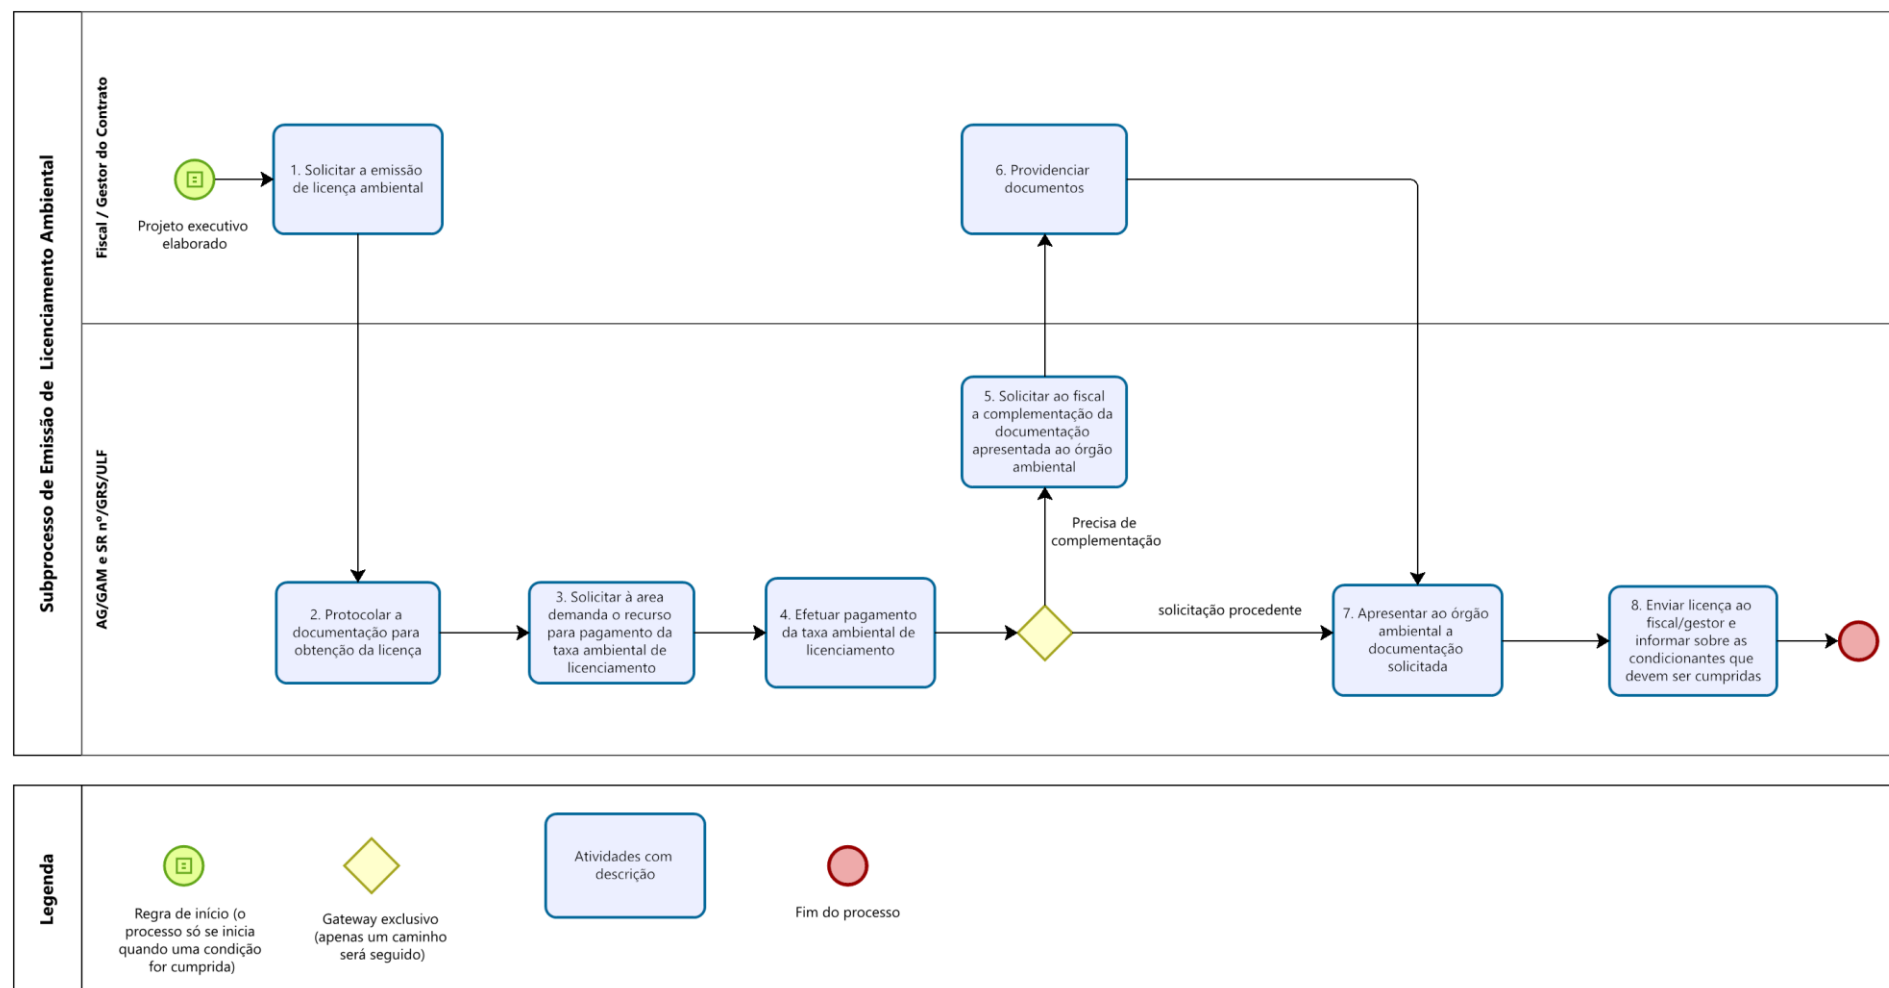 Subprocesso de Emissão de  Licenciamento Ambiental
Fiscal / Gestor do Contrato
Projeto executivo
elaborado
1. Solicitar a emissão
de licença ambiental
6. Providenciar
documentos
AG/GAM e SR nº/GRS/ULF
2. Protocolar a
documentação para
obtenção da licença
3. Solicitar à area
demanda o recurso
para pagamento da
taxa ambiental de
licenciamento
4. Efetuar pagamento
da taxa ambiental de
licenciamento
5. Solicitar ao fiscal
a complementação da
documentação
apresentada ao órgão
ambiental
Precisa de
complementação
solicitação procedente
7. Apresentar ao órgão
ambiental a
documentação
solicitada
8. Enviar licença ao
fiscal/gestor e
informar sobre as
condicionantes que
devem ser cumpridas
Legenda
Regra de início (o
processo só se inicia
quando uma condição
for cumprida)
Gateway exclusivo
(apenas um caminho
será seguido)
Atividades com
descrição
Fim do processo